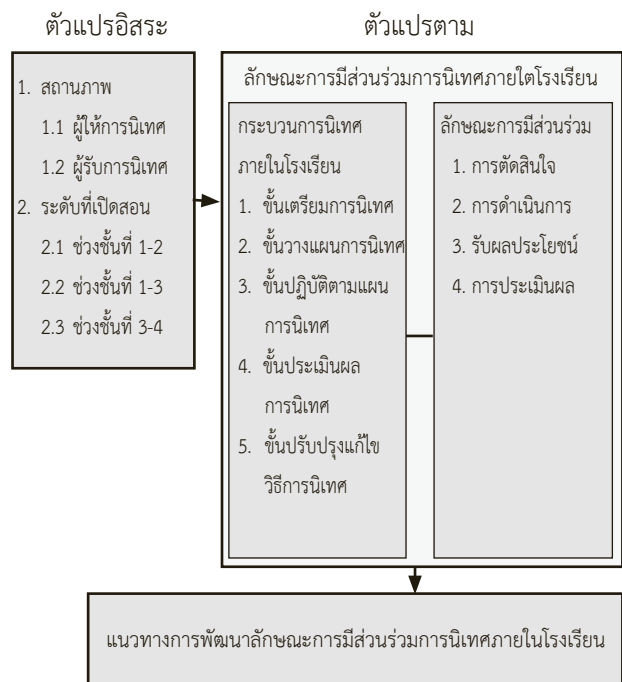 ตัวแปรอิสระ
ตัวแปรตาม
1. สถานภาพ
1.1 ผู้ให้การนิเทศ
1.2 ผู้รับการนิเทศ
2. ระดับที่เปิดสอน
2.1 ช่วงชั้นที่ 1-2
2.2 ช่วงชั้นที่ 1-3
2.3 ช่วงชั้นที่ 3-4
ลักษณะการมีส่วนร่วมการนิเทศภายใตโรงเรียน
กระบวนการนิเทศ
ภายในโรงเรียน
1. ขั้นเตรียมการนิเทศ
2. ขั้นวางแผนการนิเทศ
3. ขั้นปฏิบัติตามแผน
การนิเทศ
4. ขั้นประเมินผล
การนิเทศ
5. ขั้นปรับปรุงแก้ไข
วิธีการนิเทศ
ลักษณะการมีส่วนร่วม
1. การตัดสินใจ
2. การดำเนินการ
3. รับผลประโยชน์
4. การประเมินผล
แนวทางการพัฒนาลักษณะการมีส่วนร่วมการนิเทศภายในโรงเรียน